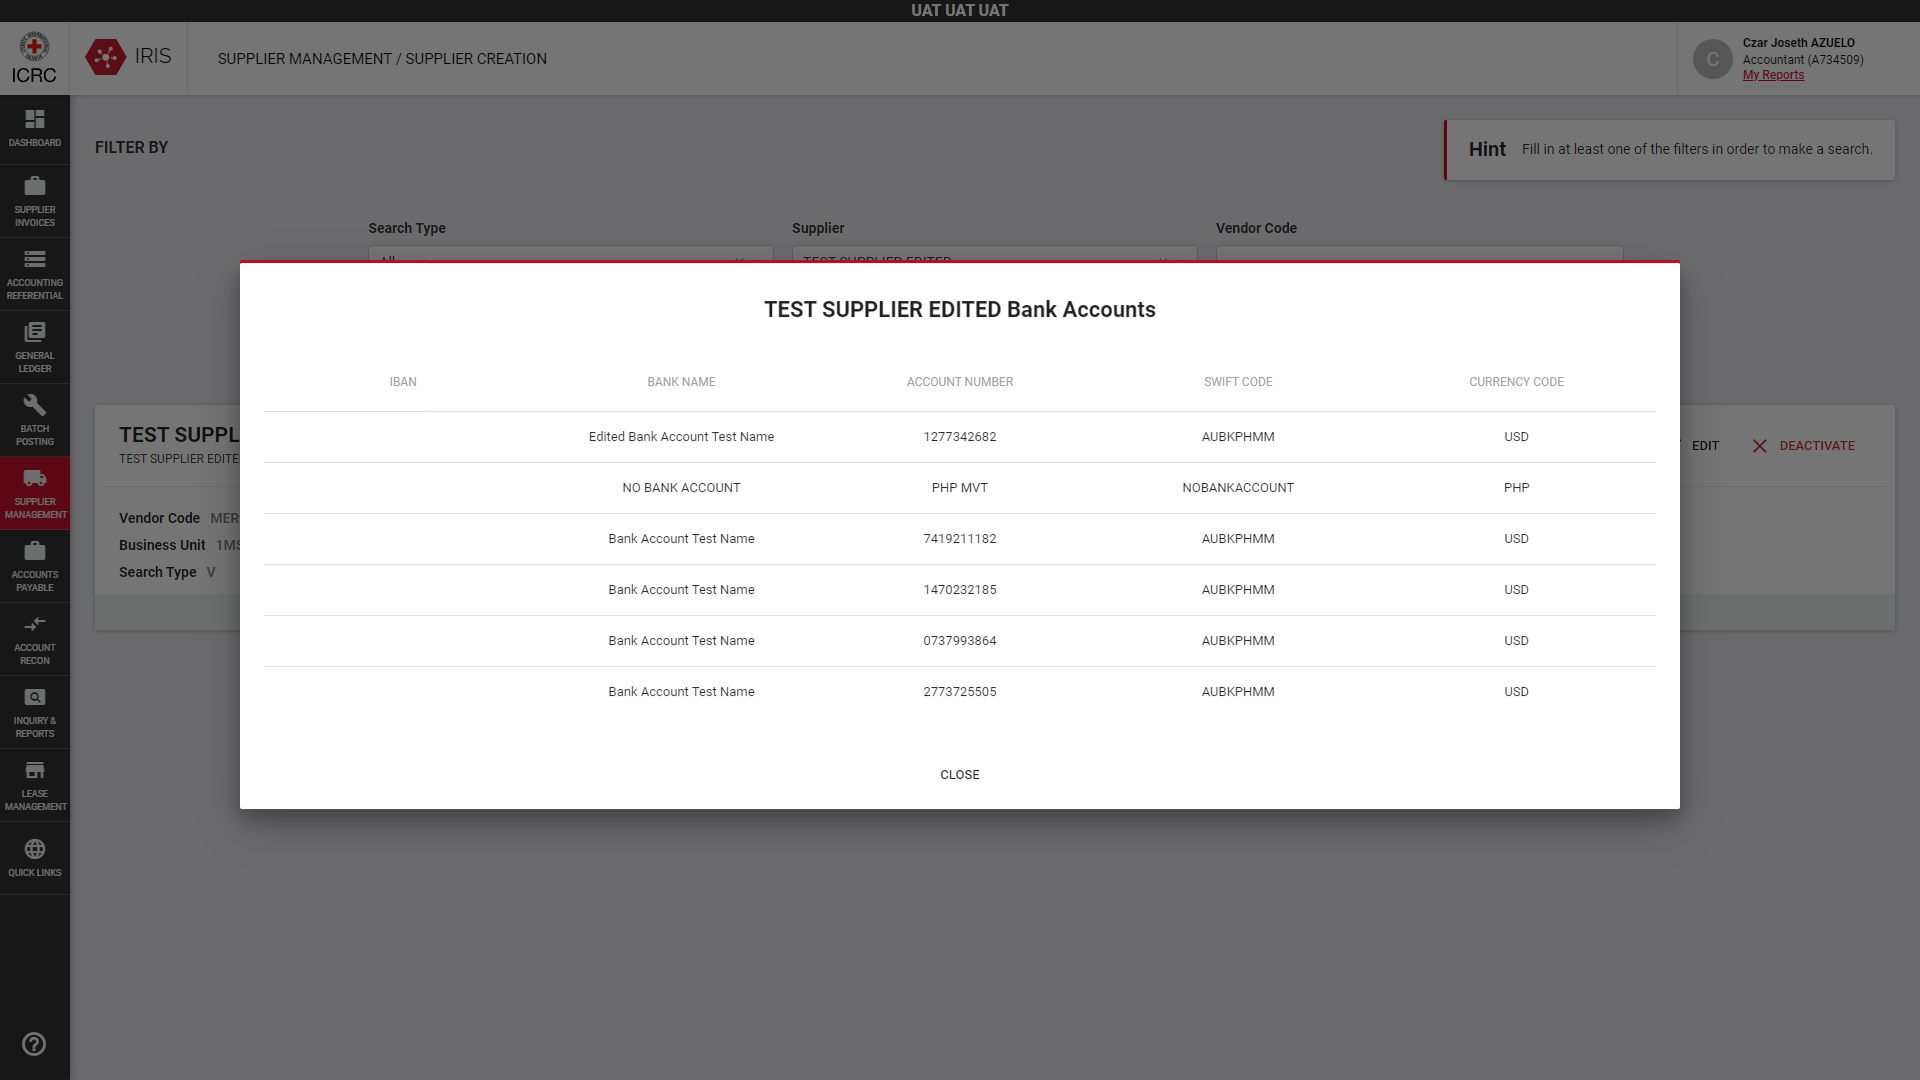 UAT UAT UAT
ICRC
IRIS
SUPPLIER MANAGEMENT / SUPPLIER CREATION
C
Czar Joseth AZUELO
Accountant (A734509)
My Reports
DASHBOARD
SUPPLIER
INVOICES
ACCOUNTING
REFERENTIAL
GENERAL
LEDGER
BATCH
POSTING
SUPPLIER
MANAGEMENT
ACCOUNTS
PAYABLE
ACCOUNT
RECON
INQUIRY &
REPORTS
LEASE
MANAGEMENT
QUICK LINKS
FILTER BY
Hint Fill in at least one of the filters in order to make a search.
Search Type Supplier Vendor Code
All TEST SUPPLIER EDITED
TEST SUPPL
TEST SUPPLIER EDITE
EDIT DEACTIVATE
Vendor Code MER
Business Unit 1MS
Search Type V
TEST SUPPLIER EDITED Bank Accounts
IBAN BANK NAME ACCOUNT NUMBER SWIFT CODE CURRENCY CODE
Edited Bank Account Test Name 1277342682 AUBKPHMM USD
NO BANK ACCOUNT PHP MVT NOBANKACCOUNT PHP
Bank Account Test Name 7419211182 AUBKPHMM USD
Bank Account Test Name 1470232185 AUBKPHMM USD
Bank Account Test Name 0737993864 AUBKPHMM USD
Bank Account Test Name 2773725505 AUBKPHMM USD
CLOSE